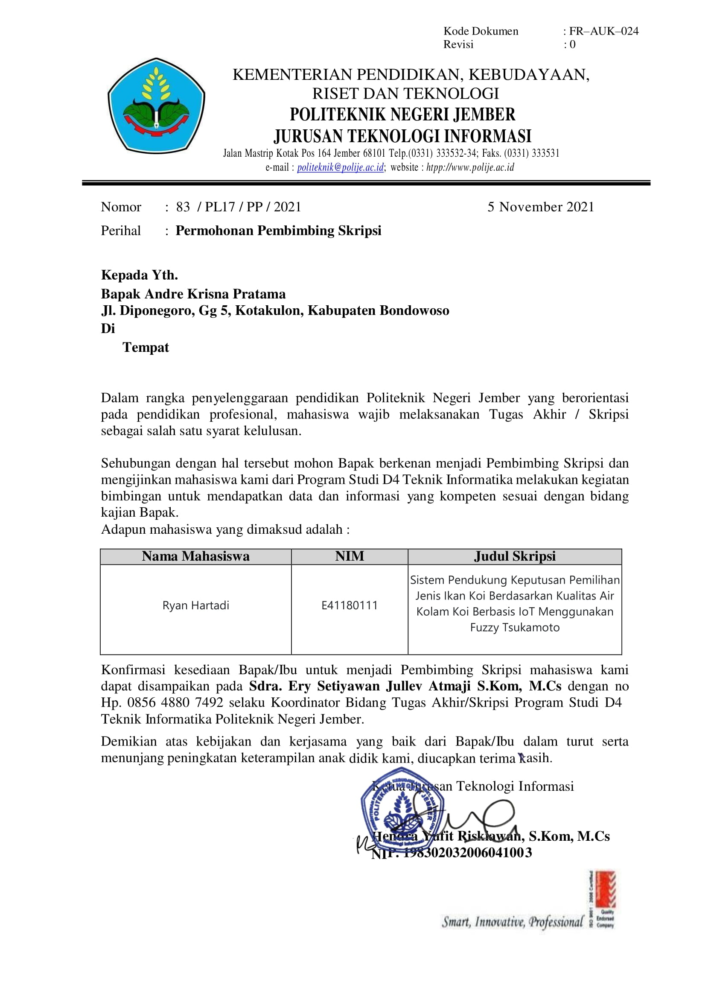 Kode Dokumen : FR–AUK–024
Revisi : 0
KEMENTERIAN PENDIDIKAN, KEBUDAYAAN,
RISET DAN TEKNOLOGI
POLITEKNIK NEGERI JEMBER
JURUSAN TEKNOLOGI INFORMASI
Jalan Mastrip Kotak Pos 164 Jember 68101 Telp.(0331) 333532-34; Faks. (0331) 333531
e-mail : politeknik@polije.ac.id; website : htpp://www.polije.ac.id
Nomor : 83 / PL17 / PP / 2021 5 November 2021
Perihal : Permohonan Pembimbing Skripsi
Kepada Yth.
Bapak Andre Krisna Pratama
Jl. Diponegoro, Gg 5, Kotakulon, Kabupaten Bondowoso
Di
Tempat
Dalam rangka penyelenggaraan pendidikan Politeknik Negeri Jember yang berorientasi
pada pendidikan profesional, mahasiswa wajib melaksanakan Tugas Akhir / Skripsi
sebagai salah satu syarat kelulusan.
Sehubungan dengan hal tersebut mohon Bapak berkenan menjadi Pembimbing Skripsi dan
mengijinkan mahasiswa kami dari Program Studi D4 Teknik Informatika melakukan kegiatan
bimbingan untuk mendapatkan data dan informasi yang kompeten sesuai dengan bidang
kajian Bapak.
Adapun mahasiswa yang dimaksud adalah :
Nama Mahasiswa NIM Judul Skripsi
Ryan Hartadi E41180111 Sistem Pendukung Keputusan Pemilihan
Jenis Ikan Koi Berdasarkan Kualitas Air
Kolam Koi Berbasis IoT Menggunakan
Fuzzy Tsukamoto
Konfirmasi kesediaan Bapak/Ibu untuk menjadi Pembimbing Skripsi mahasiswa kami
dapat disampaikan pada Sdra. Ery Setiyawan Jullev Atmaji S.Kom, M.Cs dengan no
Hp. 0856 4880 7492 selaku Koordinator Bidang Tugas Akhir/Skripsi Program Studi D4
Teknik Informatika Politeknik Negeri Jember.
Demikian atas kebijakan dan kerjasama yang baik dari Bapak/Ibu dalam turut serta
menunjang peningkatan keterampilan anak didik kami, diucapkan terima kasih.
Ketua Jurusan Teknologi Informasi
POLITEKNIK NEGERI JEMBER
Teknologi Informasi
Hendra Yufit Riskiawan, S.Kom, M.Cs
NIP. 198302032006041003
Smart, Innovative, Professional
ISO 9001 : 2008 Certified
Quality
Endorsed
Company